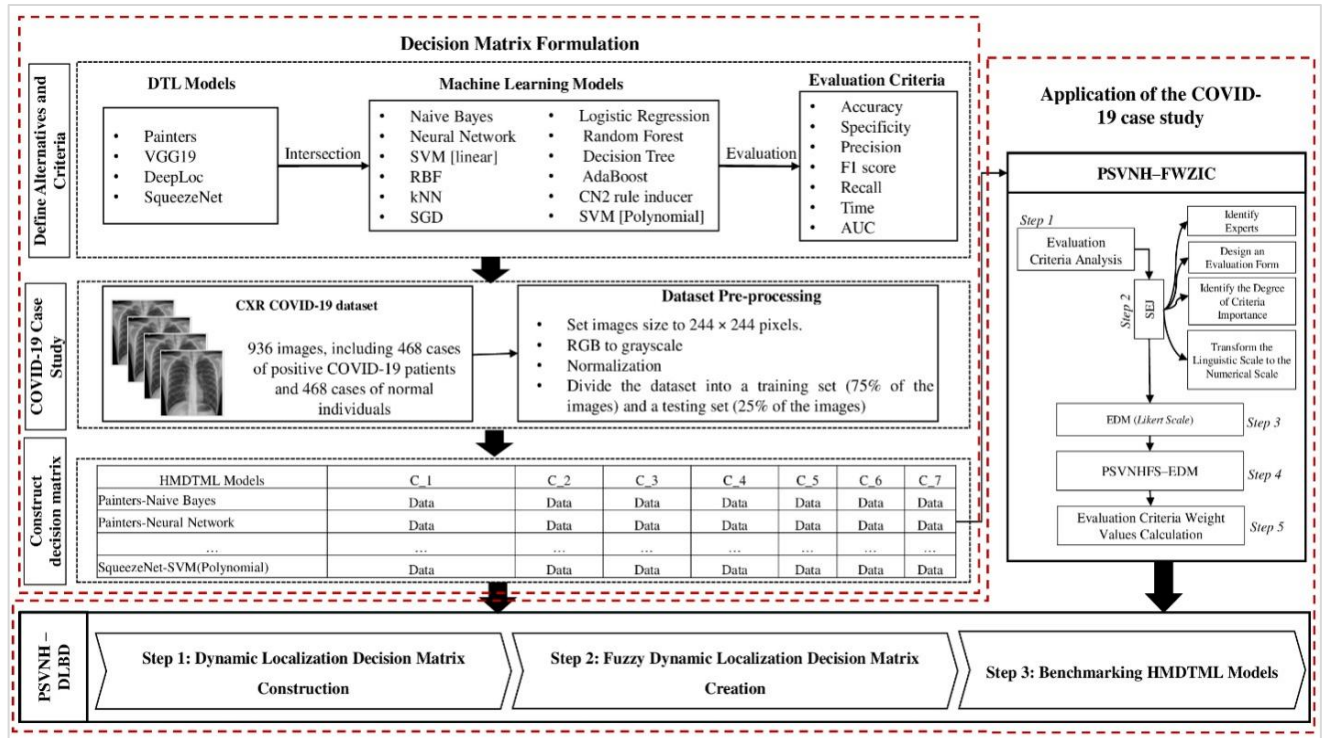 Decision Matrix Formulation
Define Alternatives and
Criteria
DTL Models
• Painters
• VGG19
• DeepLoc
• SqueezeNet
Intersection
Machine Learning Models
• Naive Bayes
• Neural Network
• SVM [linear]
• RBF
• kNN
• SGD
• Logistic Regression
• Random Forest
• Decision Tree
• AdaBoost
• CN2 rule inducer
• SVM [Polynomial]
Evaluation
Evaluation Criteria
• Accuracy
• Specificity
• Precision
• F1 score
• Recall
• Time
• AUC
COVID-19 Case
Study
CXR COVID-19 dataset
936 images, including 468 cases
of positive COVID-19 patients
and 468 cases of normal
individuals
Dataset Pre-processing
• Set images size to 244 × 244 pixels.
• RGB to grayscale
• Normalization
• Divide the dataset into a training set (75% of the
images) and a testing set (25% of the images)
Construct
decision matrix
HMDTML Models C_1 C_2 C_3 C_4 C_5 C_6 C_7
Painters-Naive Bayes Data Data Data Data Data Data Data
Painters-Neural Network Data Data Data Data Data Data Data
… … … … … … … …
SqueezeNet-SVM(Polynomial) Data Data Data Data Data Data Data
Application of the COVID-
19 case study
PSVNH–FWZIC
Step 1
Evaluation
Criteria Analysis
Step 2
SEJ
Identify
Experts
Design an
Evaluation Form
Identify the Degree
of Criteria
Importance
Transform the
Linguistic Scale to the
Numerical Scale
EDM (Likert Scale) Step 3
PSVNHFS–EDM Step 4
Evaluation Criteria Weight
Values Calculation
Step 5
PSVNH –
DLBD
Step 1: Dynamic Localization Decision Matrix
Construction
Step 2: Fuzzy Dynamic Localization Decision Matrix
Creation
Step 3: Benchmarking HMDTML Models